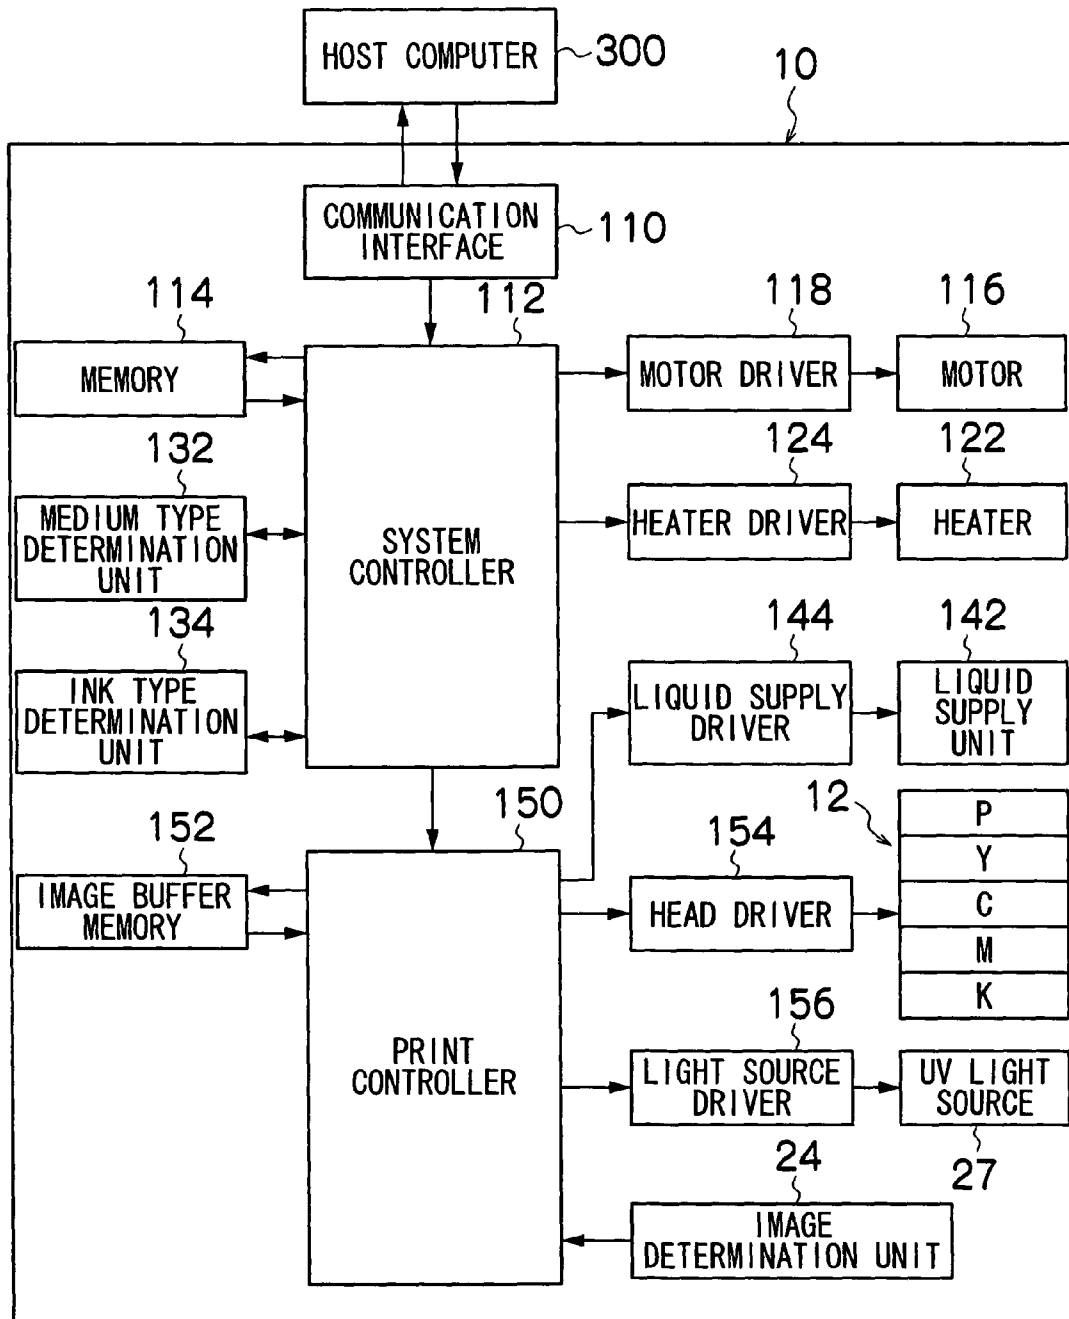 HOST COMPUTER
300
10
COMMUNICATION
INTERFACE
110
114
112
118
116
MEMORY
MOTOR DRIVER
MOTOR
132
124
122
MEDIUM TYPE
DETERMINATION
UNIT
SYSTEM
CONTROLLER
HEATER DRIVER
HEATER
134
144
142
INK TYPE
DETERMINATION
UNIT
LIQUID SUPPLY
DRIVER
LIQUID
SUPPLY
UNIT
152
150
154
12
P
Y
C
M
K
IMAGE BUFFER
MEMORY
HEAD DRIVER
156
PRINT
CONTROLLER
LIGHT SOURCE
DRIVER
UV LIGHT
SOURCE
24
27
IMAGE
DETERMINATION UNIT